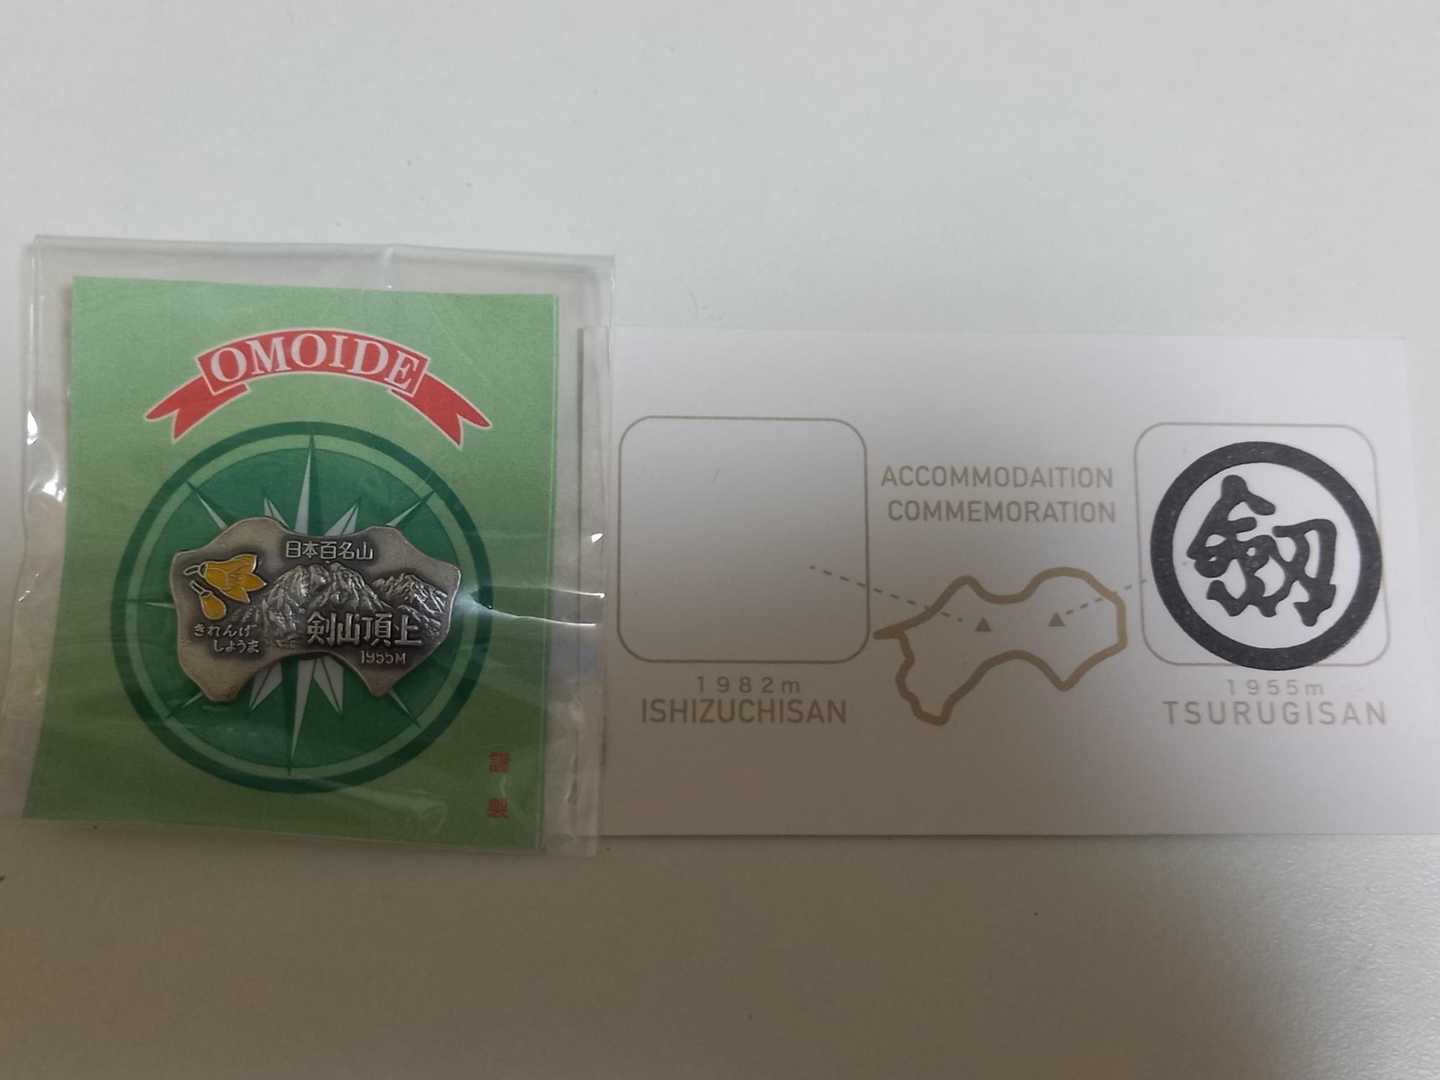 OMOIDE
日本百名山
きれんげ
しょうま
剣山頂上
1955M
ACCOMMODAITION
COMMEMORATION
1982m
ISHIZUCHISAN
剱
1955m
TSURUGISAN